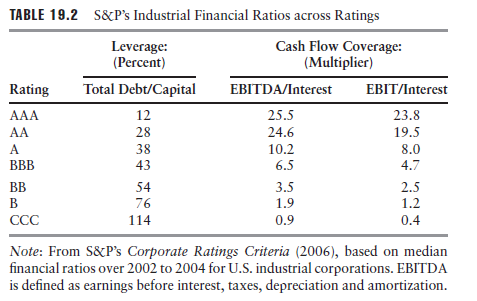 TABLE 19.2 S&P's Industrial Financial Ratios across Ratings
Leverage: Cash Flow Coverage:
(Percent) (Multiplier)
Rating Total Debt/Capital EBITDA/Interest EBIT/Interest
AAA 12 25.5 23.8
AA 28 24.6 19.5
A 38 10.2 8.0
BBB 43 6.5 4.7
BB 54 3.5 2.5
B 76 1.9 1.2
CCC 114 0.9 0.4
Note: From S&P's Corporate Ratings Criteria (2006), based on median
financial ratios over 2002 to 2004 for U.S. industrial corporations. EBITDA
is defined as earnings before interest, taxes, depreciation and amortization.